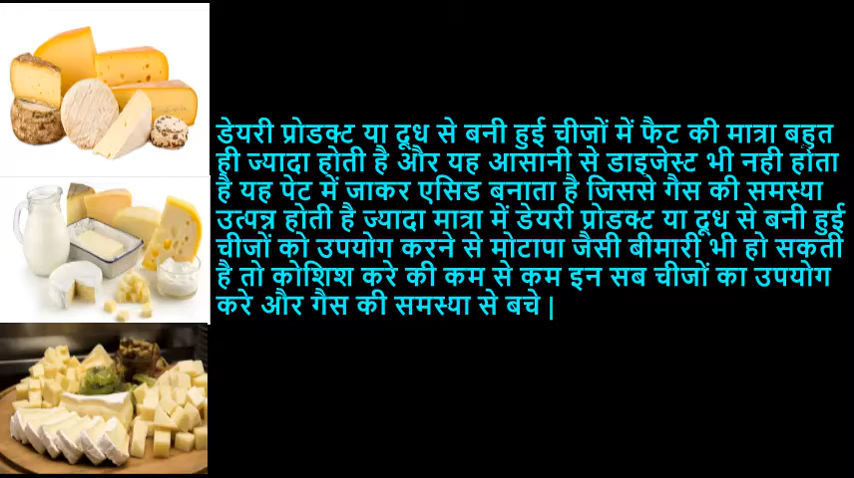 डेयरी प्रोडक्ट या दूध से बनी हुई चीजों में फैट की मात्रा बहुत
ही ज्यादा होती है और यह आसानी से डाइजेस्ट भी नही होता
है यह पेट में जाकर एसिड बनाता है जिससे गैस की समस्या
उत्पन्न होती है ज्यादा मात्रा में डेयरी प्रोडक्ट या दूध से बनी हुई
चीजों को उपयोग करने से मोटापा जैसी बीमारीं भी हो सकती
है तो कोशिश करे की कम से कम इन सब चीजों का उपयोग
करे और गैस की समस्या से बचे |